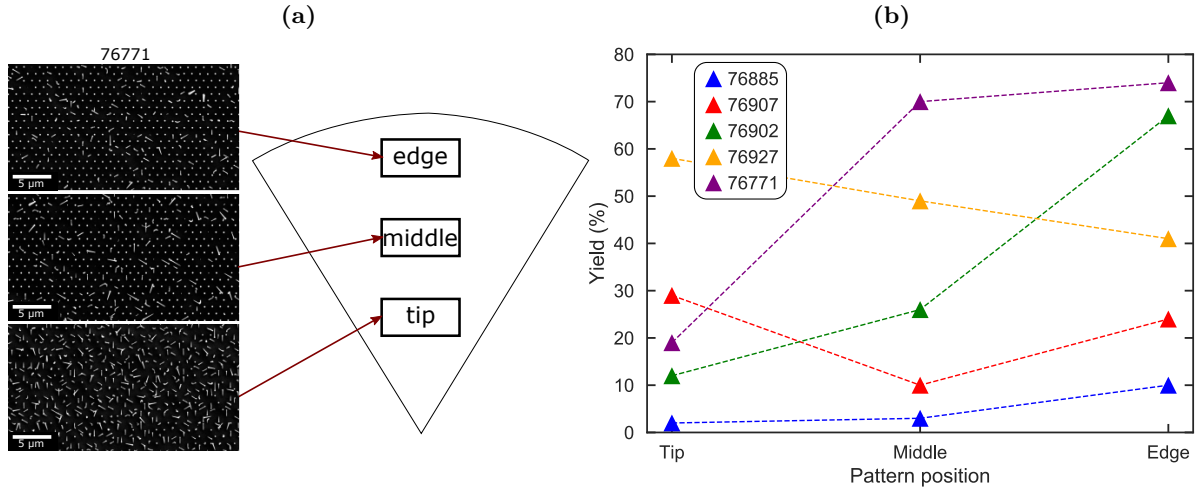 (a)
76771
5 μm
5 μm
5 μm
edge
middle
tip
(b)
80
70
60
50
40
30
20
10
0
Yield (%)
76885
76907
76902
76927
76771
Tip
Middle
Edge
Pattern position